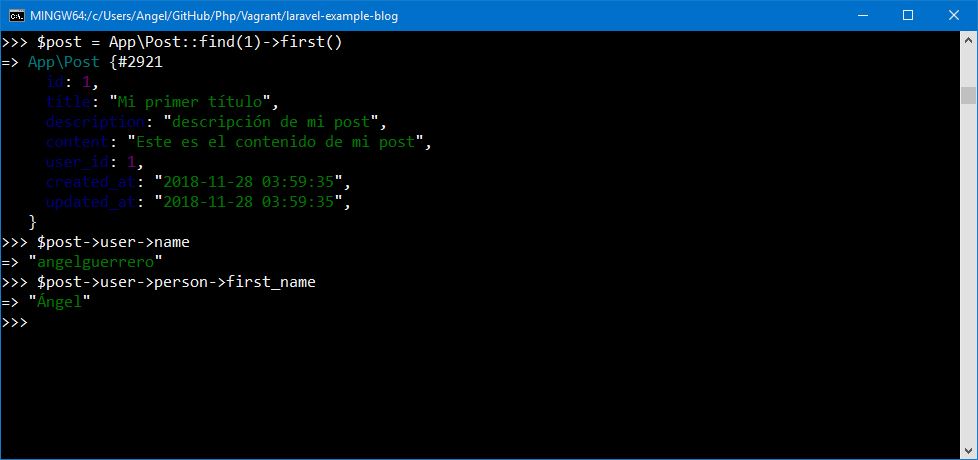 MINGW64:/c/Users/Angel/GitHub/Php/Vagrant/laravel-example-blog
>>> $post = App\Post::find(1)->first()
=> App\Post {#2921
     id: 1,
     title: "Mi primer título",
     description: "descripción de mi post",
     content: "Este es el contenido de mi post",
     user_id: 1,
     created_at: "2018-11-28 03:59:35",
     updated_at: "2018-11-28 03:59:35",
   }
>>> $post->user->name
=> "angelguerrero"
>>> $post->user->person->first_name
=> "Ángel"
>>>